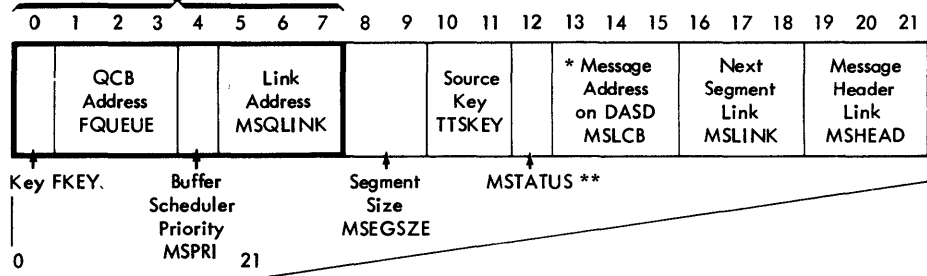 0 1 2 3 4 5 6 7 8 9 10 11 12 13 14 15 16 17 18 19 20 21
QCB
Address
FQUEUE
Link
Address
MSQLINK
Source
Key
TTSKEY
* Message
Address
on DASD
MSLCB
Next
Segment
Link
MSLINK
Message
Header
Link
MSHEAD
Key FKEY.
Buffer
Scheduler
Priority
MSPRI
Segment
Size
MSEGSZE
MSTATUS **
0 21